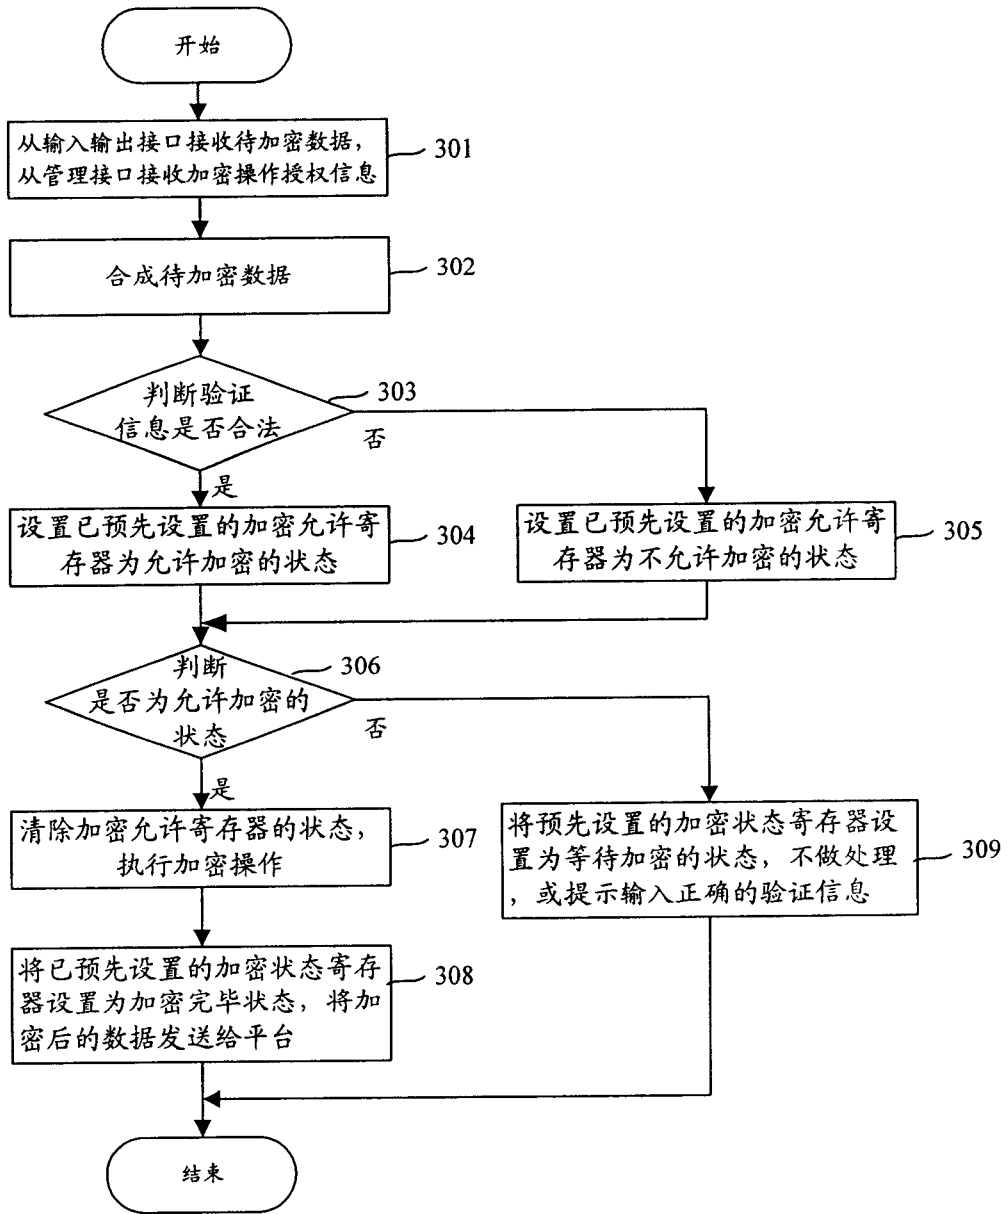 开始
从输入输出接口接收待加密数据，
从管理接口接收加密操作授权信息
301
合成待加密数据
302
判断验证
信息是否合法
303
否
是
设置已预先设置的加密允许寄
存器为允许加密的状态
304
设置已预先设置的加密允许寄
存器为不允许加密的状态
305
判断
是否为允许加密的
状态
306
否
是
清除加密允许寄存器的状态，
执行加密操作
307
将预先设置的加密状态寄存器设
置为等待加密的状态，不做处理
，或提示输入正确的验证信息
309
将已预先设置的加密状态寄存
器设置为加密完毕状态，将加
密后的数据发送给平台
308
结束